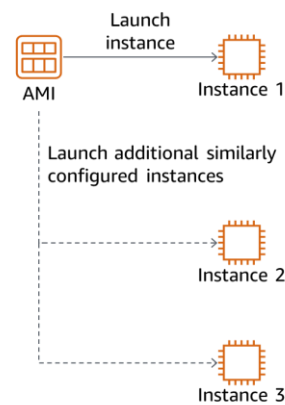 Launch
instance
AMI
Instance 1
Launch additional similarly
configured instances
Instance 2
Instance 3